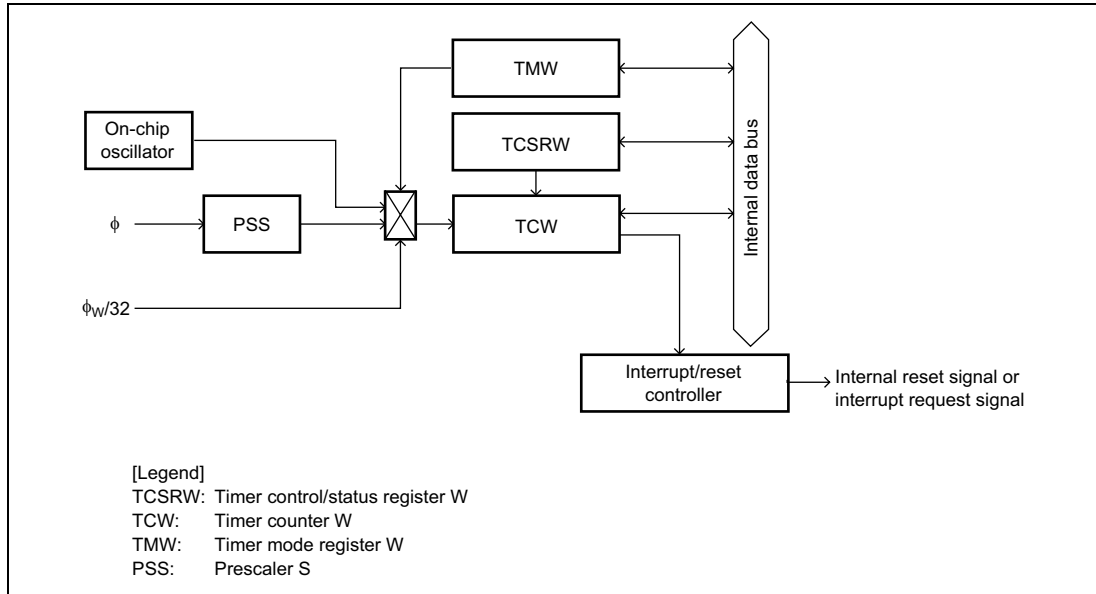 TMW
On-chip
oscillator
TCSRW
φ
PSS
TCW
Internal data bus
φW/32
Interrupt/reset
controller
Internal reset signal or
interrupt request signal
[Legend]
TCSRW: Timer control/status register W
TCW: Timer counter W
TMW: Timer mode register W
PSS: Prescaler S